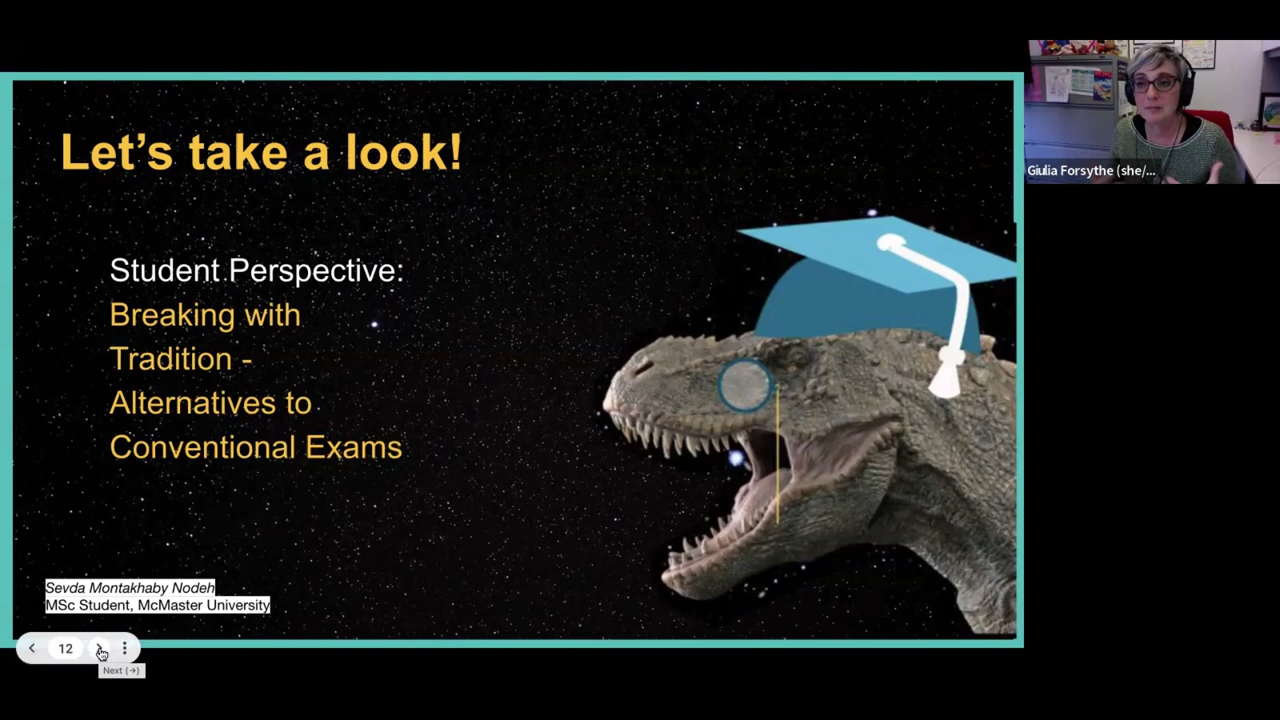 Let's take a look!
Student Perspective:
Breaking with
Tradition -
Alternatives to
Conventional Exams
Sevda Montakhaby Nodeh
MSc Student, McMaster University
12
Next (→)
Giulia Forsythe (she/...